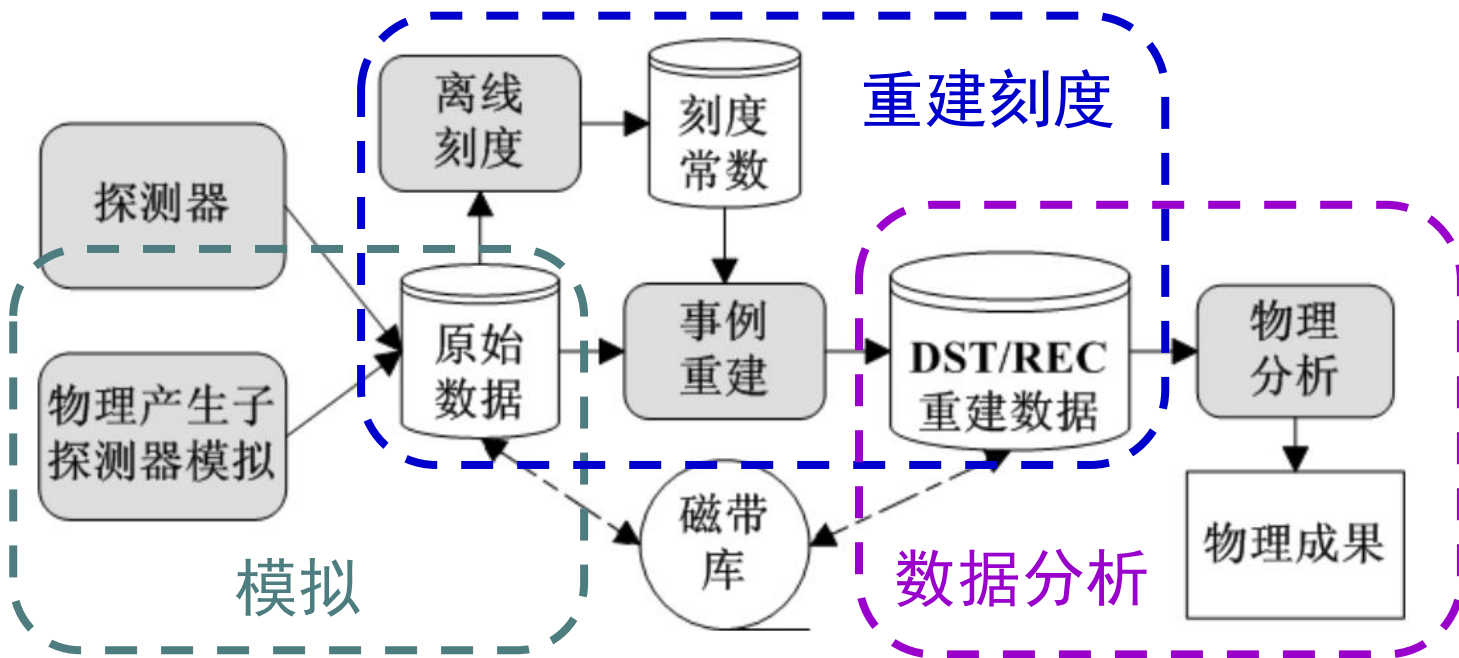 离线
刻度
刻度
常数
重建刻度
探测器
原始
数据
事例
重建
DST/REC
重建数据
物理
分析
物理产生子
探测器模拟
磁带
库
物理成果
模拟
数据分析